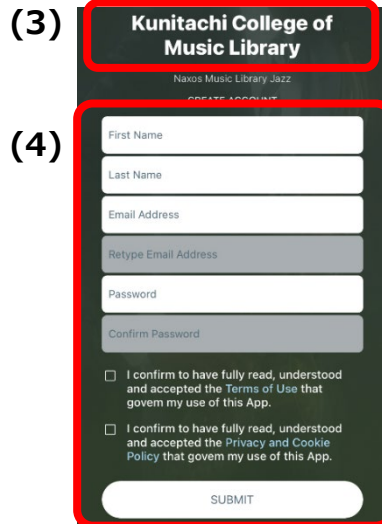 (3)
Kunitachi College of
Music Library
Naxos Music Library Jazz
CREATE ACCOUNT
(4)
First Name
Last Name
Email Address
Retype Email Address
Password
Confirm Password
I confirm to have fully read, understood
and accepted the Terms of Use that
govem my use of this App.
I confirm to have fully read, understood
and accepted the Privacy and Cookie
Policy that govem my use of this App.
SUBMIT